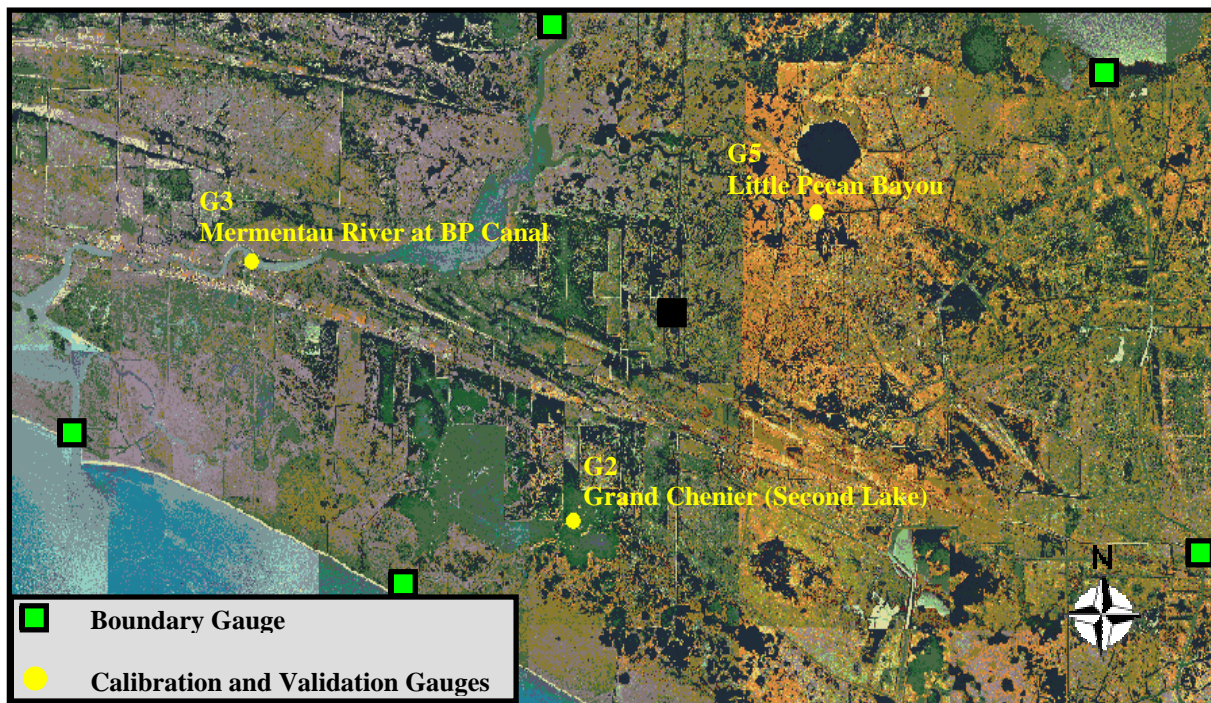 G5
Little Pecan Bayou
G3
Mermentau River at BP Canal
G2
Grand Chenier (Second Lake)
N
Boundary Gauge
Calibration and Validation Gauges